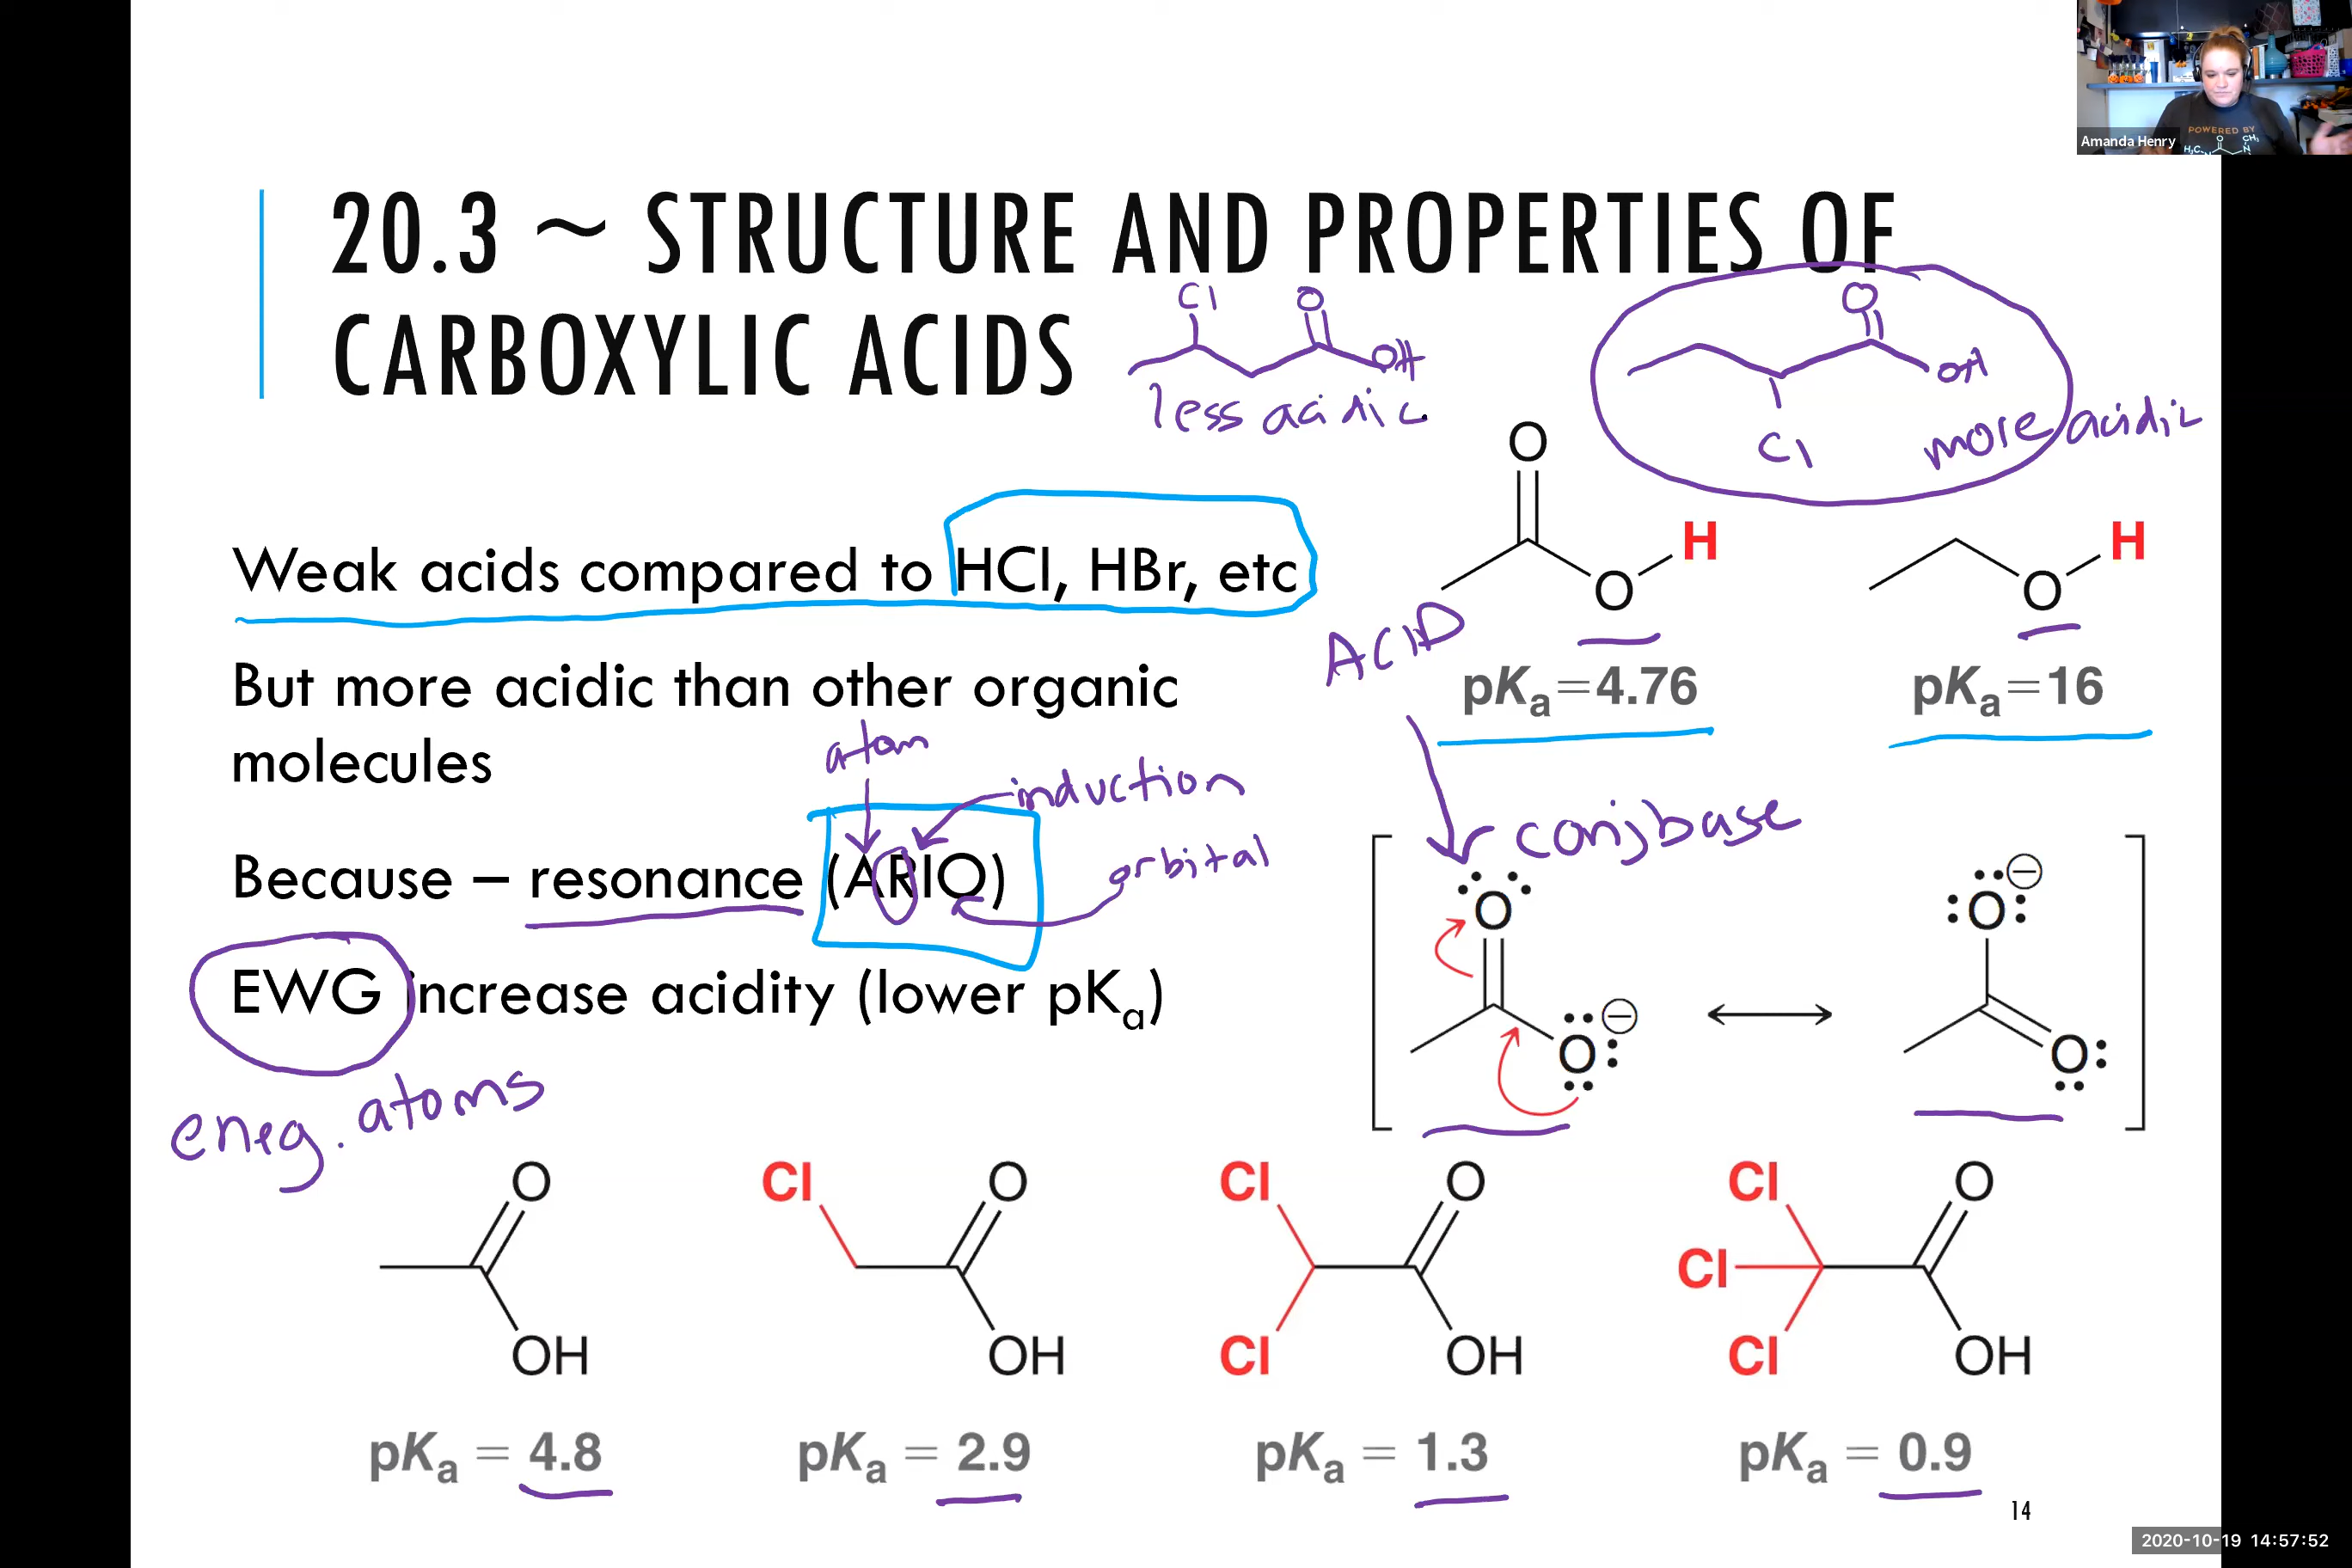 Amanda Henry
POWERED BY
CH₃
O
H₃C
N
20.3 ~ STRUCTURE AND PROPERTIES OF
CARBOXYLIC ACIDS
Cl
O
OH
less acidic
O
OH
Cl
more acidic
Weak acids compared to HCl, HBr, etc
But more acidic than other organic
molecules
atom
induction
Because – resonance (ARIO)
orbital
EWG increase acidity (lower pKₐ)
eneg. atoms
O
H
O
ACID
pKₐ=4.76
H
O
pKₐ=16
conjbase
O
O
O
O
O
OH
pKₐ = 4.8
Cl
O
OH
pKₐ = 2.9
Cl
O
Cl
OH
pKₐ = 1.3
Cl
O
Cl
Cl
OH
pKₐ = 0.9
14
2020-10-19 14:57:52